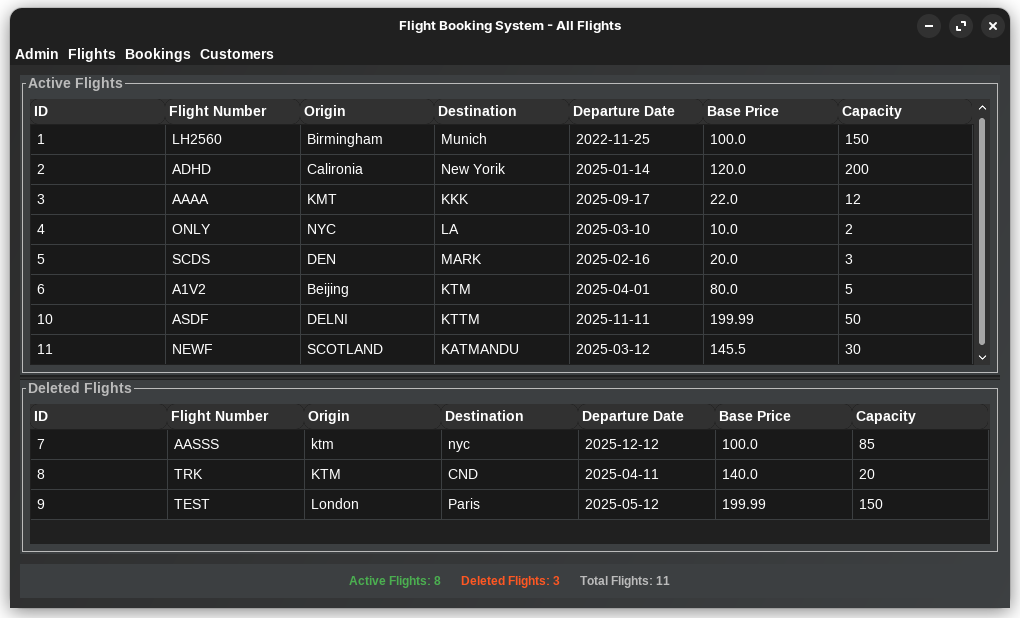 Flight Booking System - All Flights
Admin Flights Bookings Customers
Active Flights
ID Flight Number Origin Destination Departure Date Base Price Capacity
1 LH2560 Birmingham Munich 2022-11-25 100.0 150
2 ADHD Calironia New Yorik 2025-01-14 120.0 200
3 AAAA KMT KKK 2025-09-17 22.0 12
4 ONLY NYC LA 2025-03-10 10.0 2
5 SCDS DEN MARK 2025-02-16 20.0 3
6 A1V2 Beijing KTM 2025-04-01 80.0 5
10 ASDF DELNI KTTM 2025-11-11 199.99 50
11 NEWF SCOTLAND KATMANDU 2025-03-12 145.5 30
Deleted Flights
ID Flight Number Origin Destination Departure Date Base Price Capacity
7 AASSS ktm nyc 2025-12-12 100.0 85
8 TRK KTM CND 2025-04-11 140.0 20
9 TEST London Paris 2025-05-12 199.99 150
Active Flights: 8 Deleted Flights: 3 Total Flights: 11